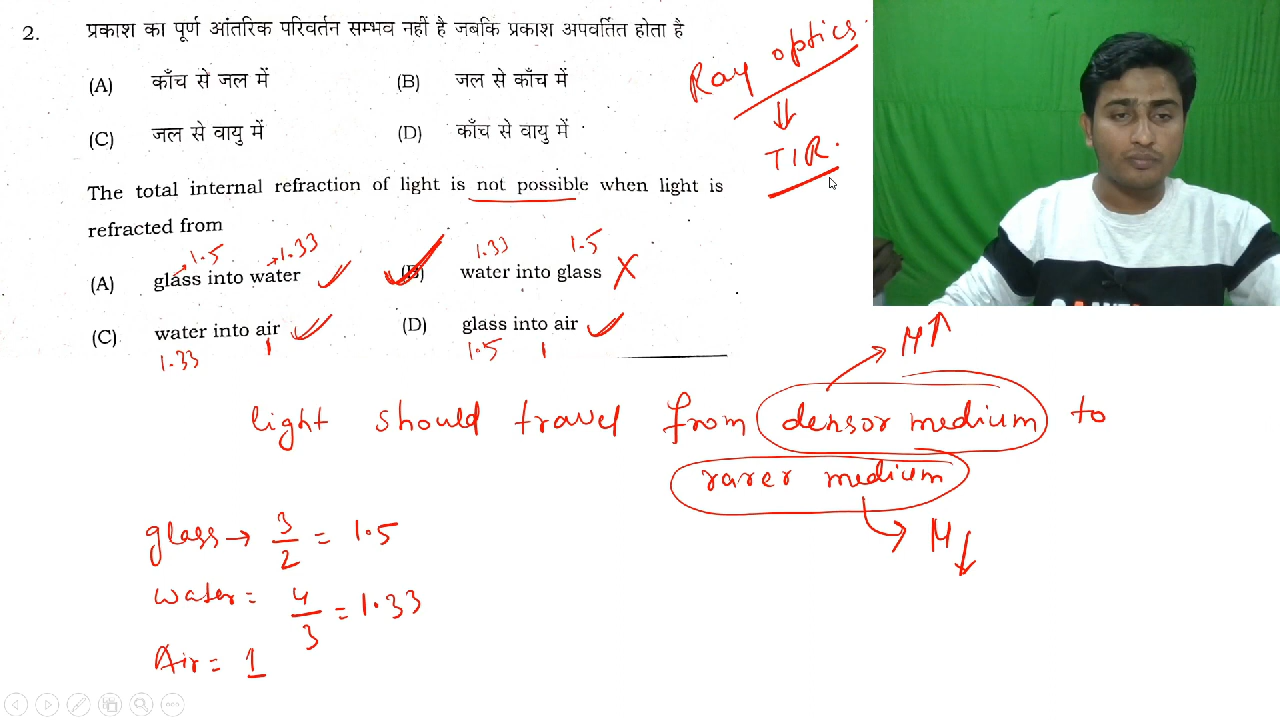 2. प्रकाश का पूर्ण आंतरिक परिवर्तन सम्भव नहीं है जबकि प्रकाश अपवर्तित होता है
(A) काँच से जल में (B) जल से काँच में
(C) जल से वायु में (D) काँच से वायु में
Ray optics
TIR.
The total internal refraction of light is not possible when light is
refracted from
1.5 1.33 1.33 1.5
(A) glass into water (B) water into glass
(C) water into air (D) glass into air
1.33 1 1.5 1
μ↑
light should travel from densor medium to
rarer medium
μ↓
glass → 3/2 = 1.5
water = 4/3 = 1.33
Air = 1